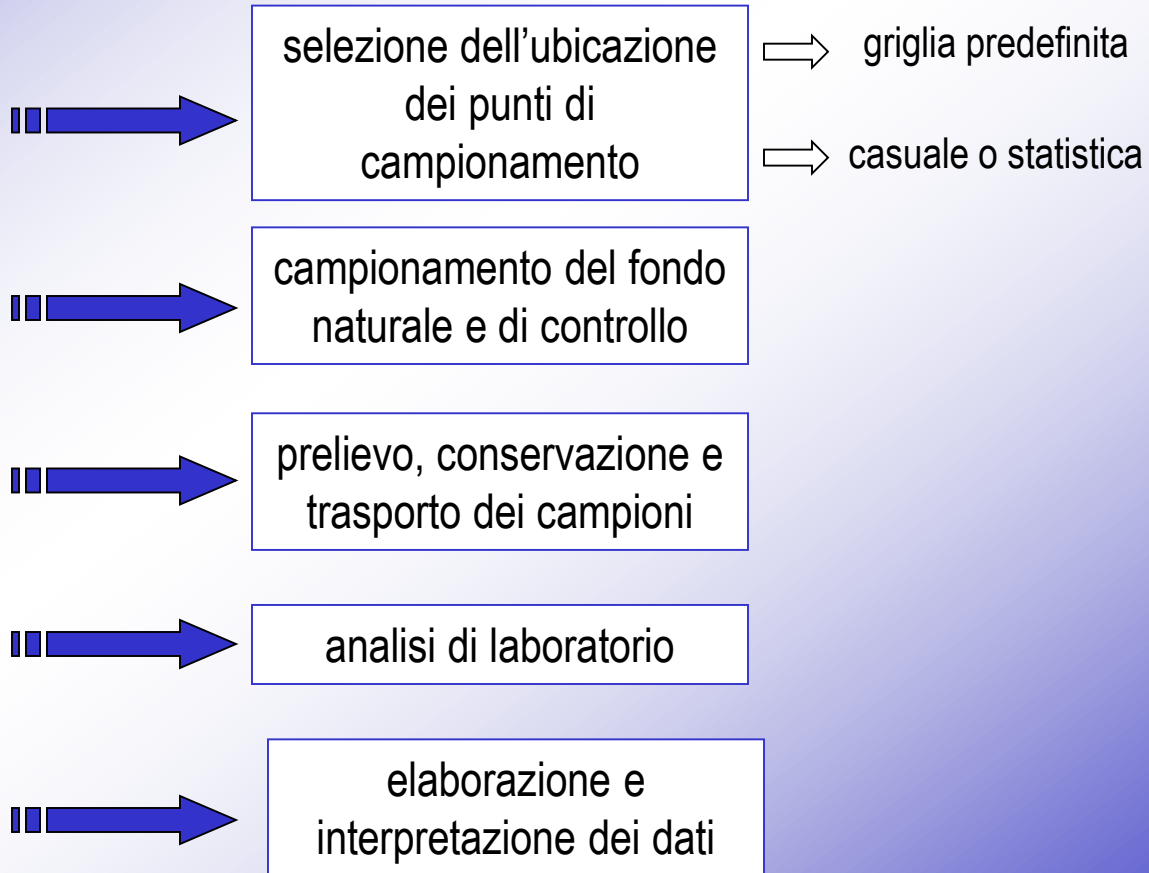 selezione dell’ubicazione
dei punti di
campionamento
griglia predefinita
casuale o statistica
campionamento del fondo
naturale e di controllo
prelievo, conservazione e
trasporto dei campioni
analisi di laboratorio
elaborazione e
interpretazione dei dati